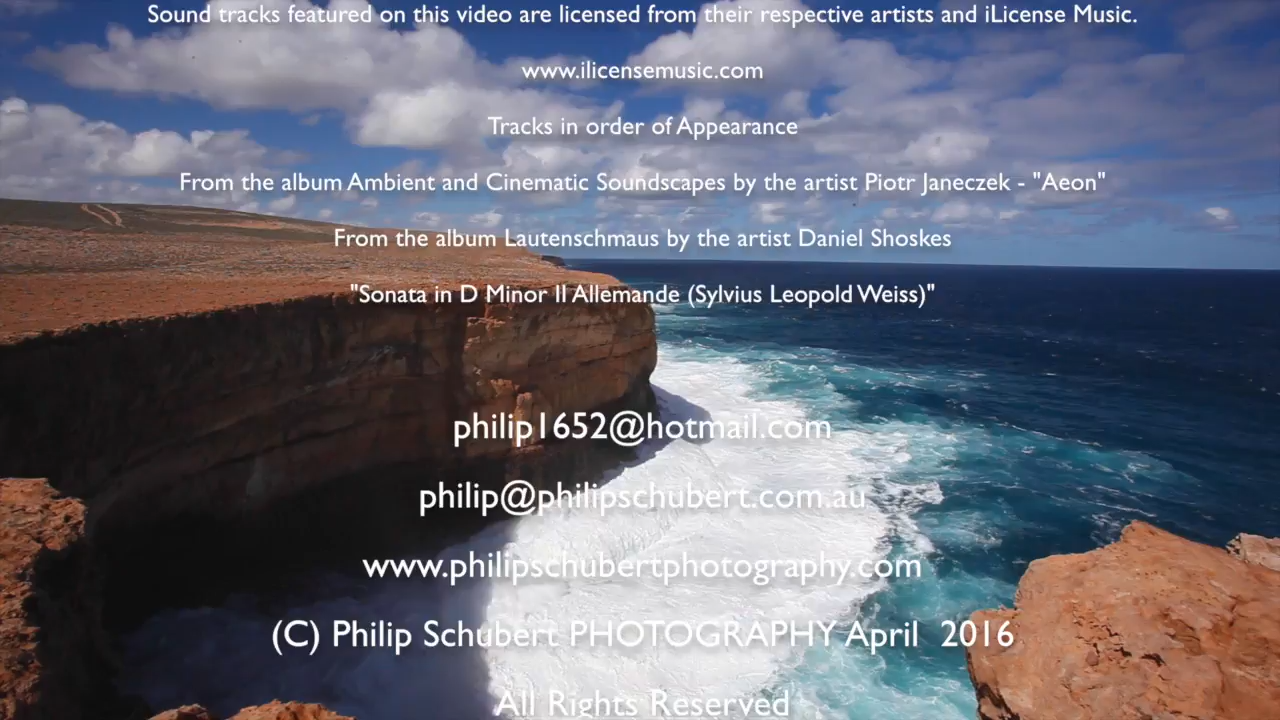 Sound tracks featured on this video are licensed from their respective artists and iLicense Music.
www.ilicensemusic.com
Tracks in order of Appearance
From the album Ambient and Cinematic Soundscapes by the artist Piotr Janeczek - "Aeon"
From the album Lautenschmaus by the artist Daniel Shoskes
"Sonata in D Minor II Allemande (Sylvius Leopold Weiss)"
philip1652@hotmail.com
philip@philipschubert.com.au
www.philipschubertphotography.com
(C) Philip Schubert PHOTOGRAPHY April  2016
All Rights Reserved